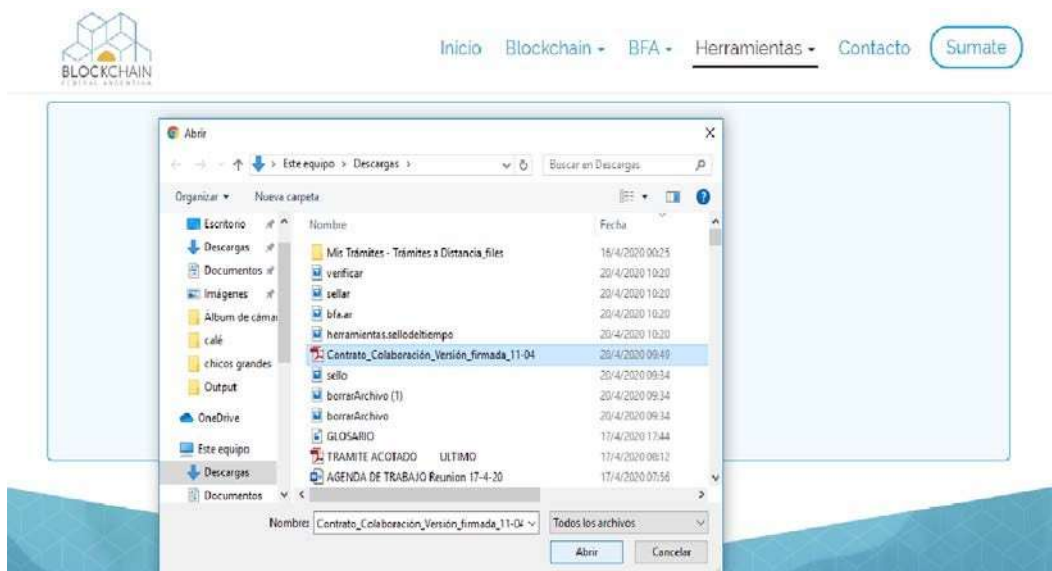 BLOCKCHAIN
FEDERAL ARGENTINA
Inicio Blockchain BFA Herramientas Contacto Sumate
Abrir
Este equipo > Descargas >
Buscar en Descargas
Organizar Nueva carpeta
Nombre Fecha
Escritorio
Descargas
Documentos
Imágenes
Álbum de cámar
calé
chicos grandes
Output
OneDrive
Este equipo
Descargas
Documentos
Mis Trámites - Trámites a Distancia_files 16/4/2020 00:25
verificar 20/4/2020 10:20
sellar 20/4/2020 10:20
bfa.ar 20/4/2020 10:20
herramientas.sellodeltiempo 20/4/2020 10:20
Contrato_Colaboración_Versión_firmada_11-04 20/4/2020 09:49
sello 20/4/2020 09:34
borrarArchivo (1) 20/4/2020 09:34
borrarArchivo 20/4/2020 09:34
GLOSARIO 17/4/2020 17:44
TRAMITE ACOTADO ULTIMO 17/4/2020 08:12
AGENDA DE TRABAJO Reunion 17-4-20 17/4/2020 07:56
Nombre: Contrato_Colaboración_Versión_firmada_11-04 Todos los archivos
Abrir Cancelar